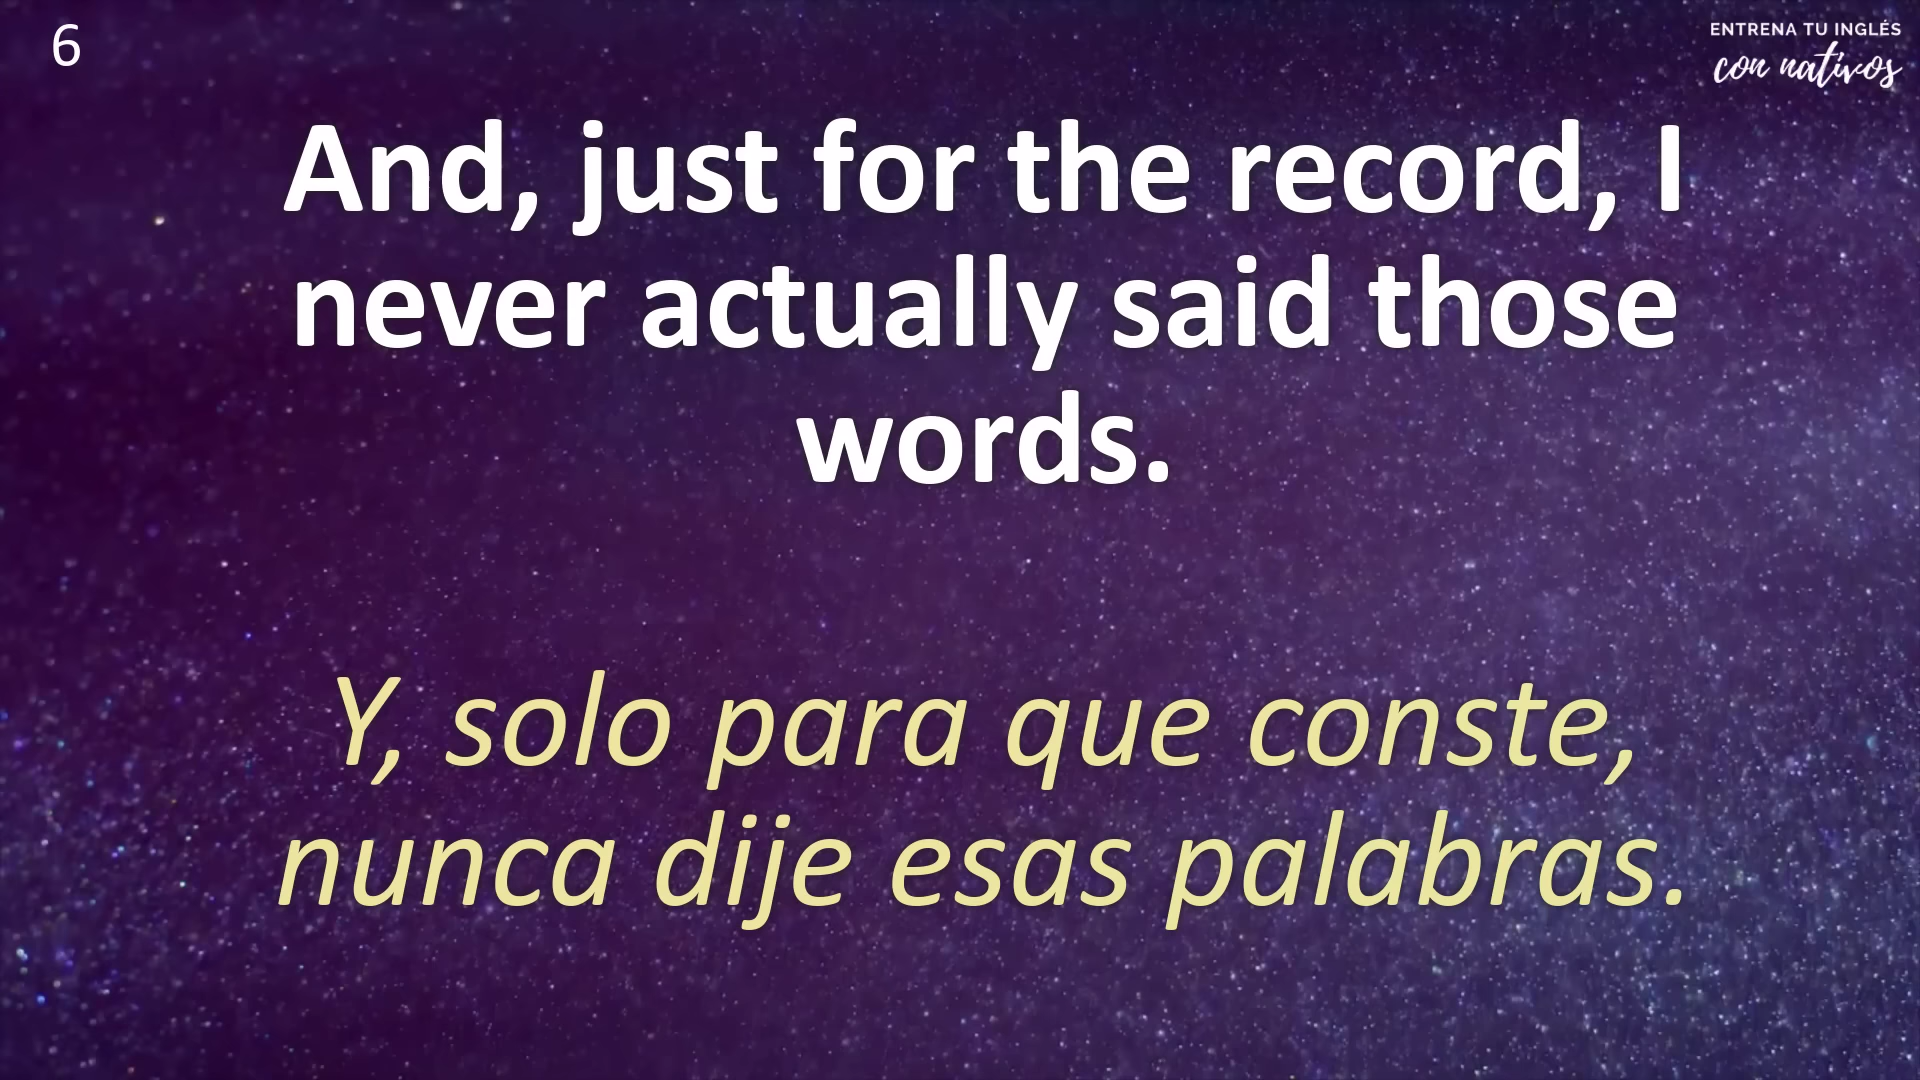 6
ENTRENA TU INGLÉS
con nativos
And, just for the record, I
never actually said those
words.
Y, solo para que conste,
nunca dije esas palabras.